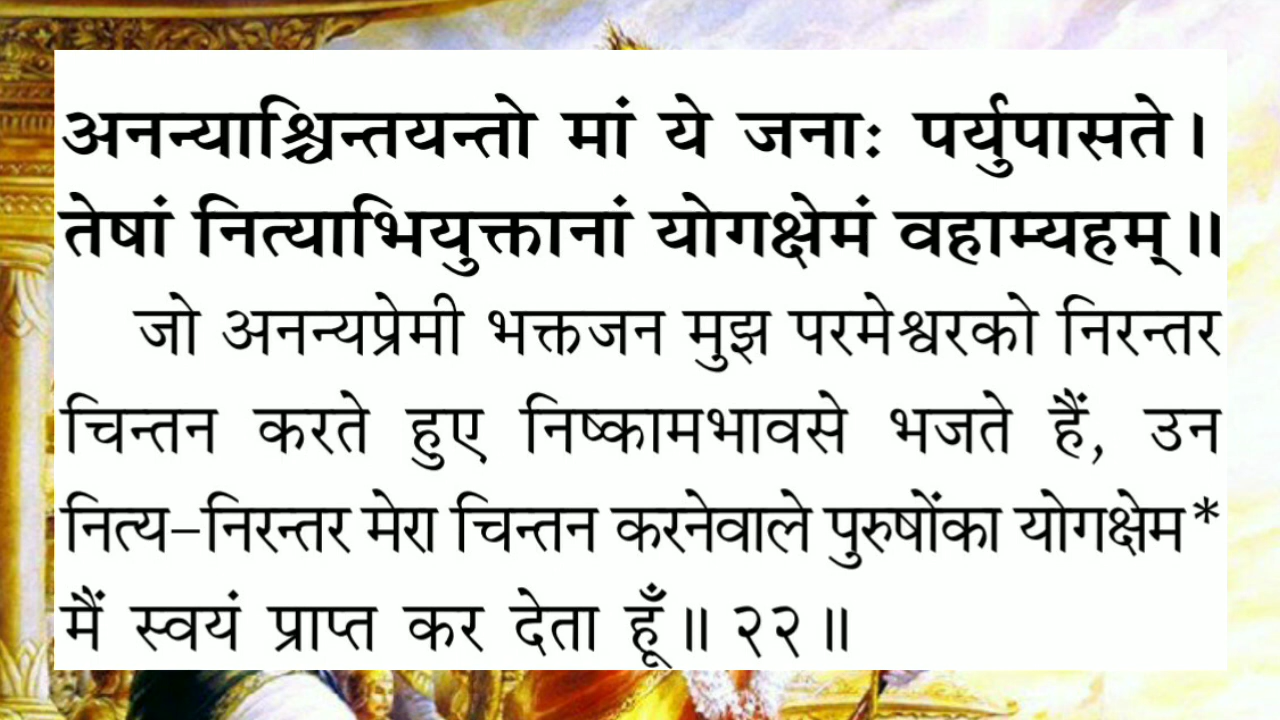 अनन्याश्चिन्तयन्तो मां ये जनाः पर्युपासते।
तेषां नित्याभियुक्तानां योगक्षेमं वहाम्यहम्॥
जो अनन्यप्रेमी भक्तजन मुझ परमेश्वरको निरन्तर
चिन्तन करते हुए निष्कामभावसे भजते हैं, उन
नित्य-निरन्तर मेरा चिन्तन करनेवाले पुरुषोंका योगक्षेम*
मैं स्वयं प्राप्त कर देता हूँ॥ २२॥